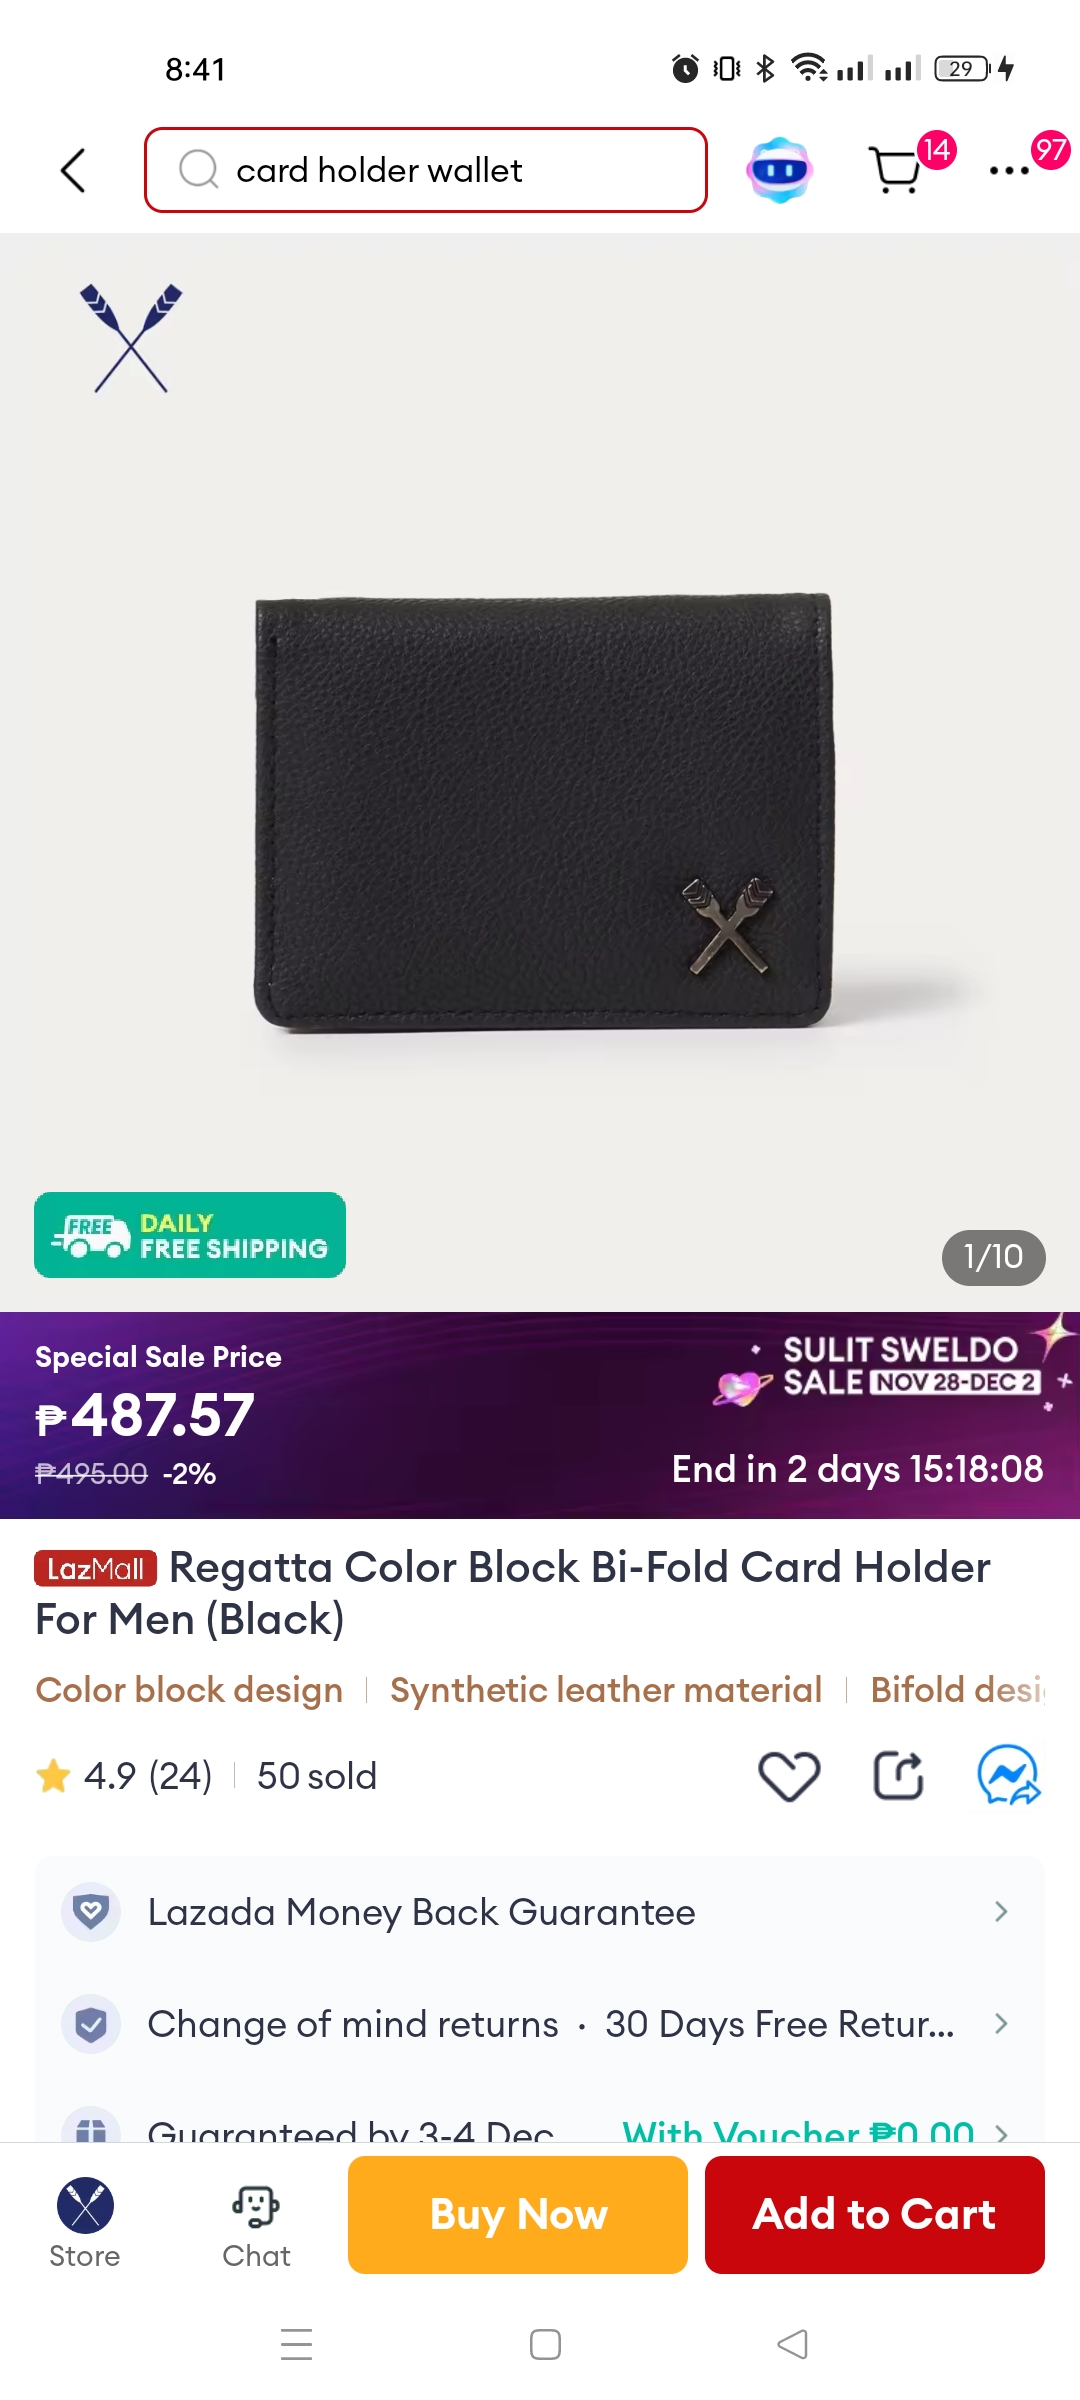 8:41
29
card holder wallet
14
97
FREE
DAILY
FREE SHIPPING
1/10
Special Sale Price
₱487.57
₱495.00 -2%
SULIT SWELDO
SALE NOV 28-DEC 2
End in 2 days 15:18:08
LazMall Regatta Color Block Bi-Fold Card Holder
For Men (Black)
Color block design | Synthetic leather material | Bifold desi
4.9 (24) | 50 sold
Lazada Money Back Guarantee
Change of mind returns · 30 Days Free Retur...
Guaranteed by 3-4 Dec With Voucher ₱0.00
Store
Chat
Buy Now
Add to Cart